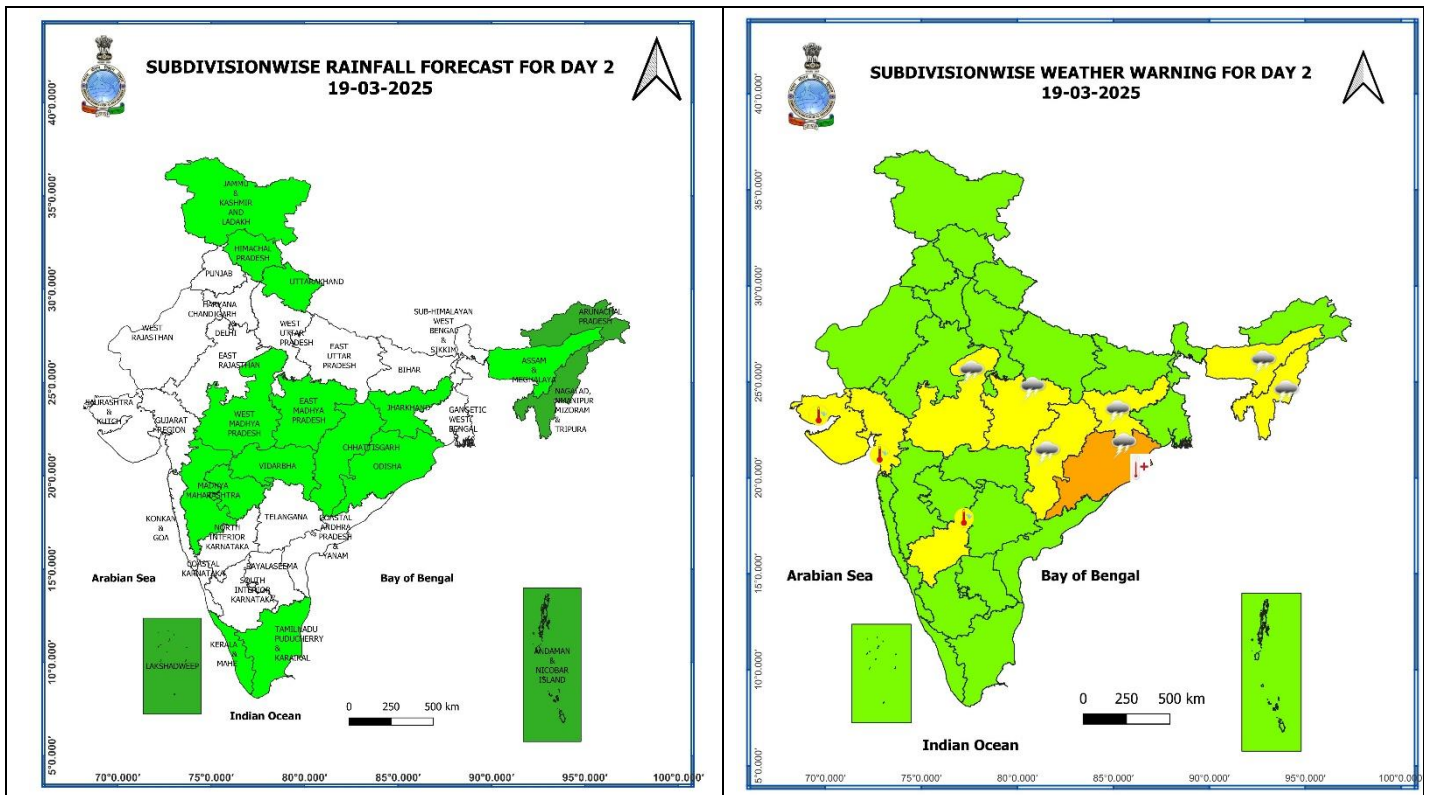 SUBDIVISIONWISE RAINFALL FORECAST FOR DAY 2
19-03-2025
40°0.000'
35°0.000'
30°0.000'
25°0.000'
20°0.000'
15°0.000'
10°0.000'
5°0.000'
JAMMU
&
KASHMIR
AND
LADAKH
HIMACHAL
PRADESH
PUNJAB
UTTARAKHAND
HARYANA
CHANDIGARH
&
DELHI
WEST
RAJASTHAN
WEST
UTTAR
PRADESH
SUB-HIMALAYAN
WEST
BENGAL
&
SIKKIM
ARUNACHAL
PRADESH
EAST
RAJASTHAN
EAST
UTTAR
PRADESH
BIHAR
ASSAM
&
MEGHALAYA
NAGALAD,
MANIPUR
MIZORAM
&
TRIPURA
SAURASHTRA
&
KUTCH
GUJARAT
REGION
WEST
MADHYA
PRADESH
EAST
MADHYA
PRADESH
JHARKHAND
GANGETIC
WEST
BENGAL
CHHATISGARH
ODISHA
VIDARBHA
MADHYA
MAHARASHTRA
KONKAN
&
GOA
NORTH
INTERIOR
KARNATAKA
TELANGANA
COASTAL
ANDHRA
PRADESH
&
YANAM
COASTAL
KARNATAKA
RAYALASEEMA
SOUTH
INTERIOR
KARNATAKA
Arabian Sea
Bay of Bengal
KERALA
&
MAHE
TAMILNADU
PUDUCHERRY
&
KARAIKAL
LAKSHADWEEP
ANDAMAN
&
NICOBAR
ISLAND
Indian Ocean
0 250 500 km
70°0.000' 75°0.000' 80°0.000' 85°0.000' 90°0.000' 95°0.000' 100°0.000'
SUBDIVISIONWISE WEATHER WARNING FOR DAY 2
19-03-2025
40°0.000'
35°0.000'
30°0.000'
25°0.000'
20°0.000'
15°0.000'
10°0.000'
5°0.000'
Arabian Sea
Bay of Bengal
Indian Ocean
0 250 500 km
70°0.000' 75°0.000' 80°0.000' 85°0.000' 90°0.000' 95°0.000' 100°0.000'